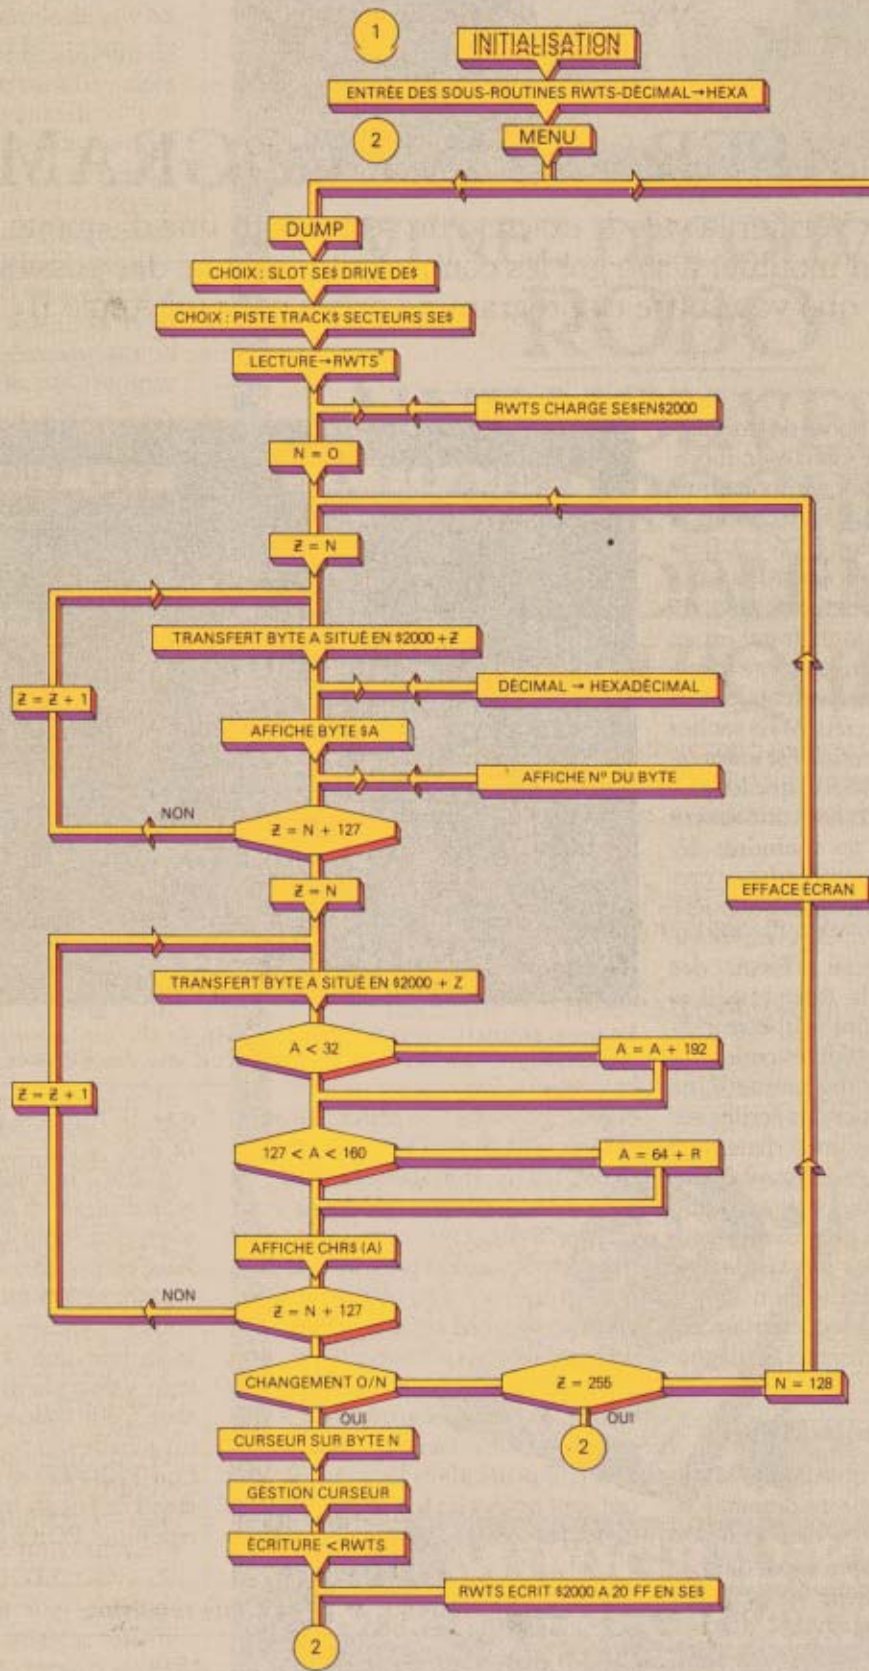 1
INITIALISATION
ENTRÉE DES SOUS-ROUTINES RWTS-DÉCIMAL→HEXA
2
MENU
DUMP
CHOIX : SLOT SE$ DRIVE DE$
CHOIX : PISTE TRACK$ SECTEURS SE$
LECTURE→RWTS*
RWTS CHARGE SE$EN$2000
N = O
Ƶ = N
TRANSFERT BYTE A SITUÉ EN $2000+Ƶ
DÉCIMAL → HEXADÉCIMAL
Ƶ = Ƶ + 1
AFFICHE BYTE $A
AFFICHE Nº DU BYTE
NON
Ƶ = N + 127
Ƶ = N
EFFACE ÉCRAN
TRANSFERT BYTE A SITUÉ EN $2000 + Z
A < 32
A = A + 192
Ƶ = Ƶ + 1
127 < A < 160
A = 64 + R
AFFICHE CHR$ (A)
NON
Ƶ = N + 127
CHANGEMENT O/N
Ƶ = 255
N = 128
OUI
OUI
CURSEUR SUR BYTE N
2
GESTION CURSEUR
ÉCRITURE < RWTS
RWTS ECRIT $2000 A 20 FF EN SE$
2